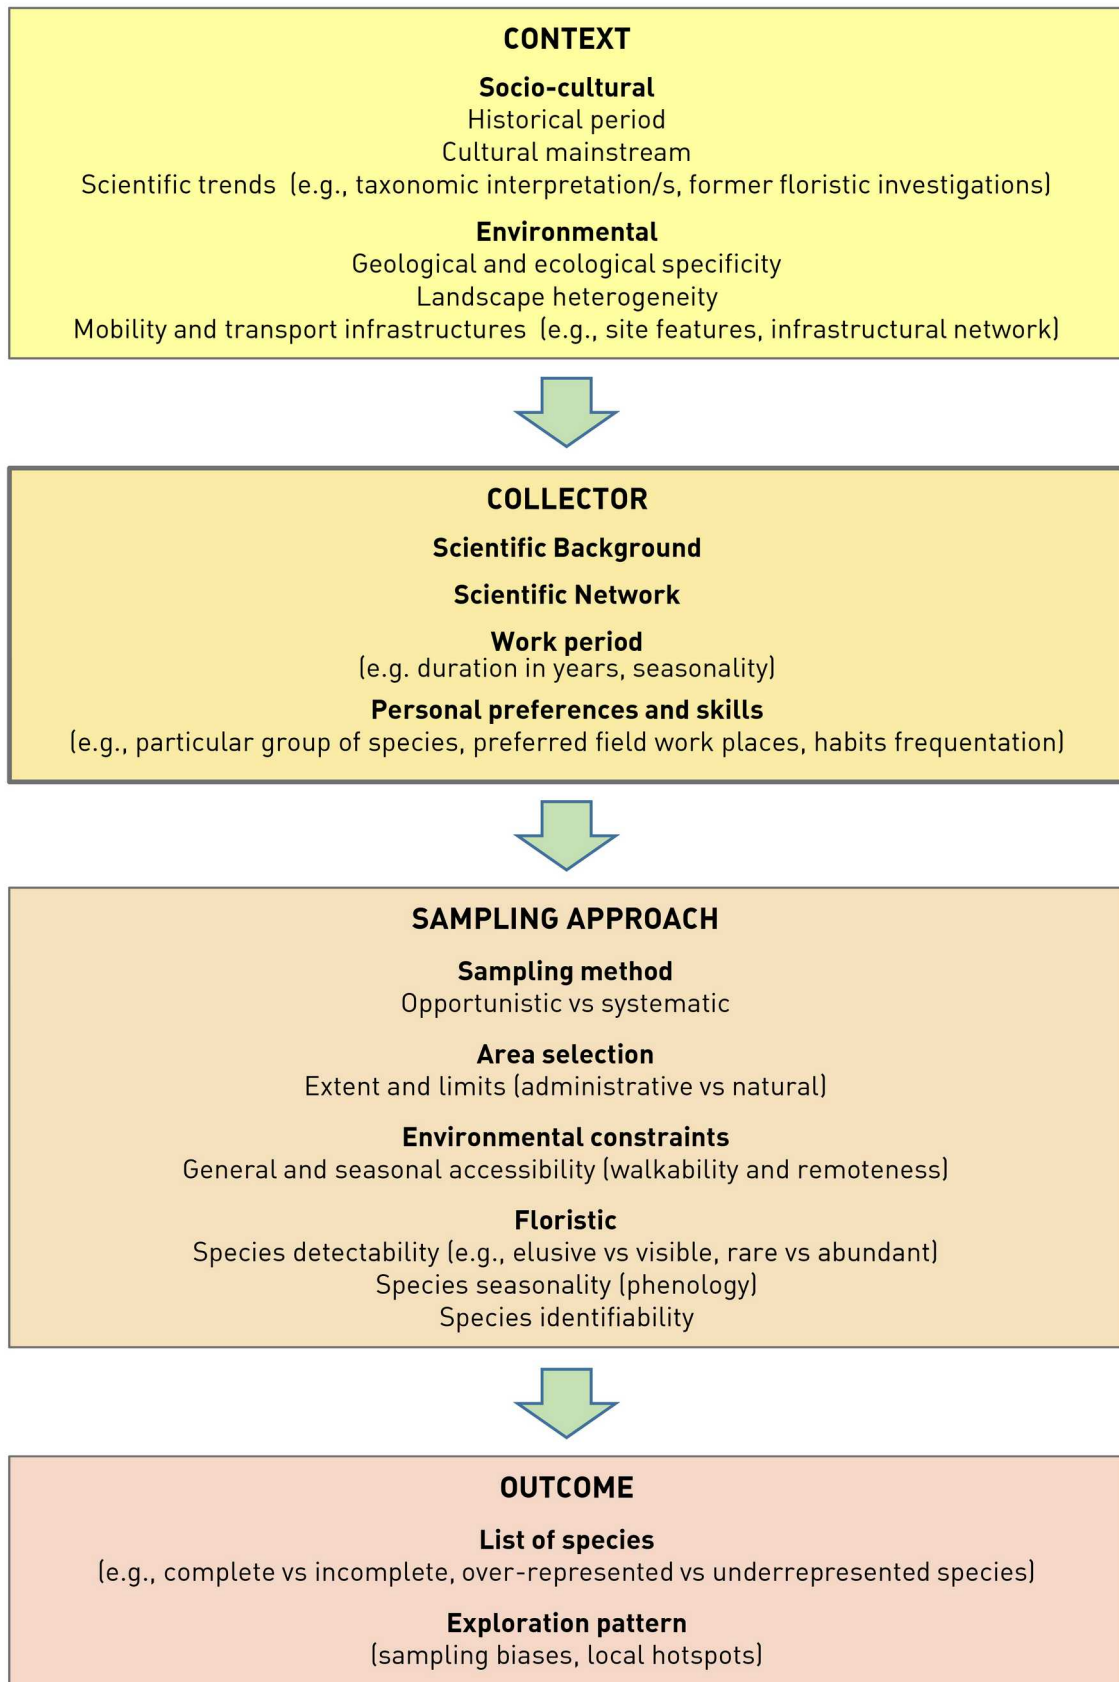 CONTEXT
Socio-cultural
Historical period
Cultural mainstream
Scientific trends (e.g., taxonomic interpretation/s, former floristic investigations)
Environmental
Geological and ecological specificity
Landscape heterogeneity
Mobility and transport infrastructures (e.g., site features, infrastructural network)
COLLECTOR
Scientific Background
Scientific Network
Work period
(e.g. duration in years, seasonality)
Personal preferences and skills
(e.g., particular group of species, preferred field work places, habits frequentation)
SAMPLING APPROACH
Sampling method
Opportunistic vs systematic
Area selection
Extent and limits (administrative vs natural)
Environmental constraints
General and seasonal accessibility (walkability and remoteness)
Floristic
Species detectability (e.g., elusive vs visible, rare vs abundant)
Species seasonality (phenology)
Species identifiability
OUTCOME
List of species
(e.g., complete vs incomplete, over-represented vs underrepresented species)
Exploration pattern
(sampling biases, local hotspots)